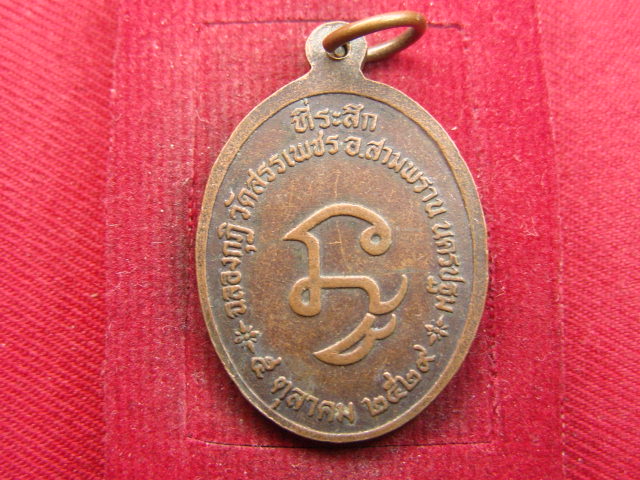 ที่ระลึก
ฉลองกุฏิ วัดสรรเพชร อ.สามพราน นครปฐม
๕ ตุลาคม ๒๕๒๙